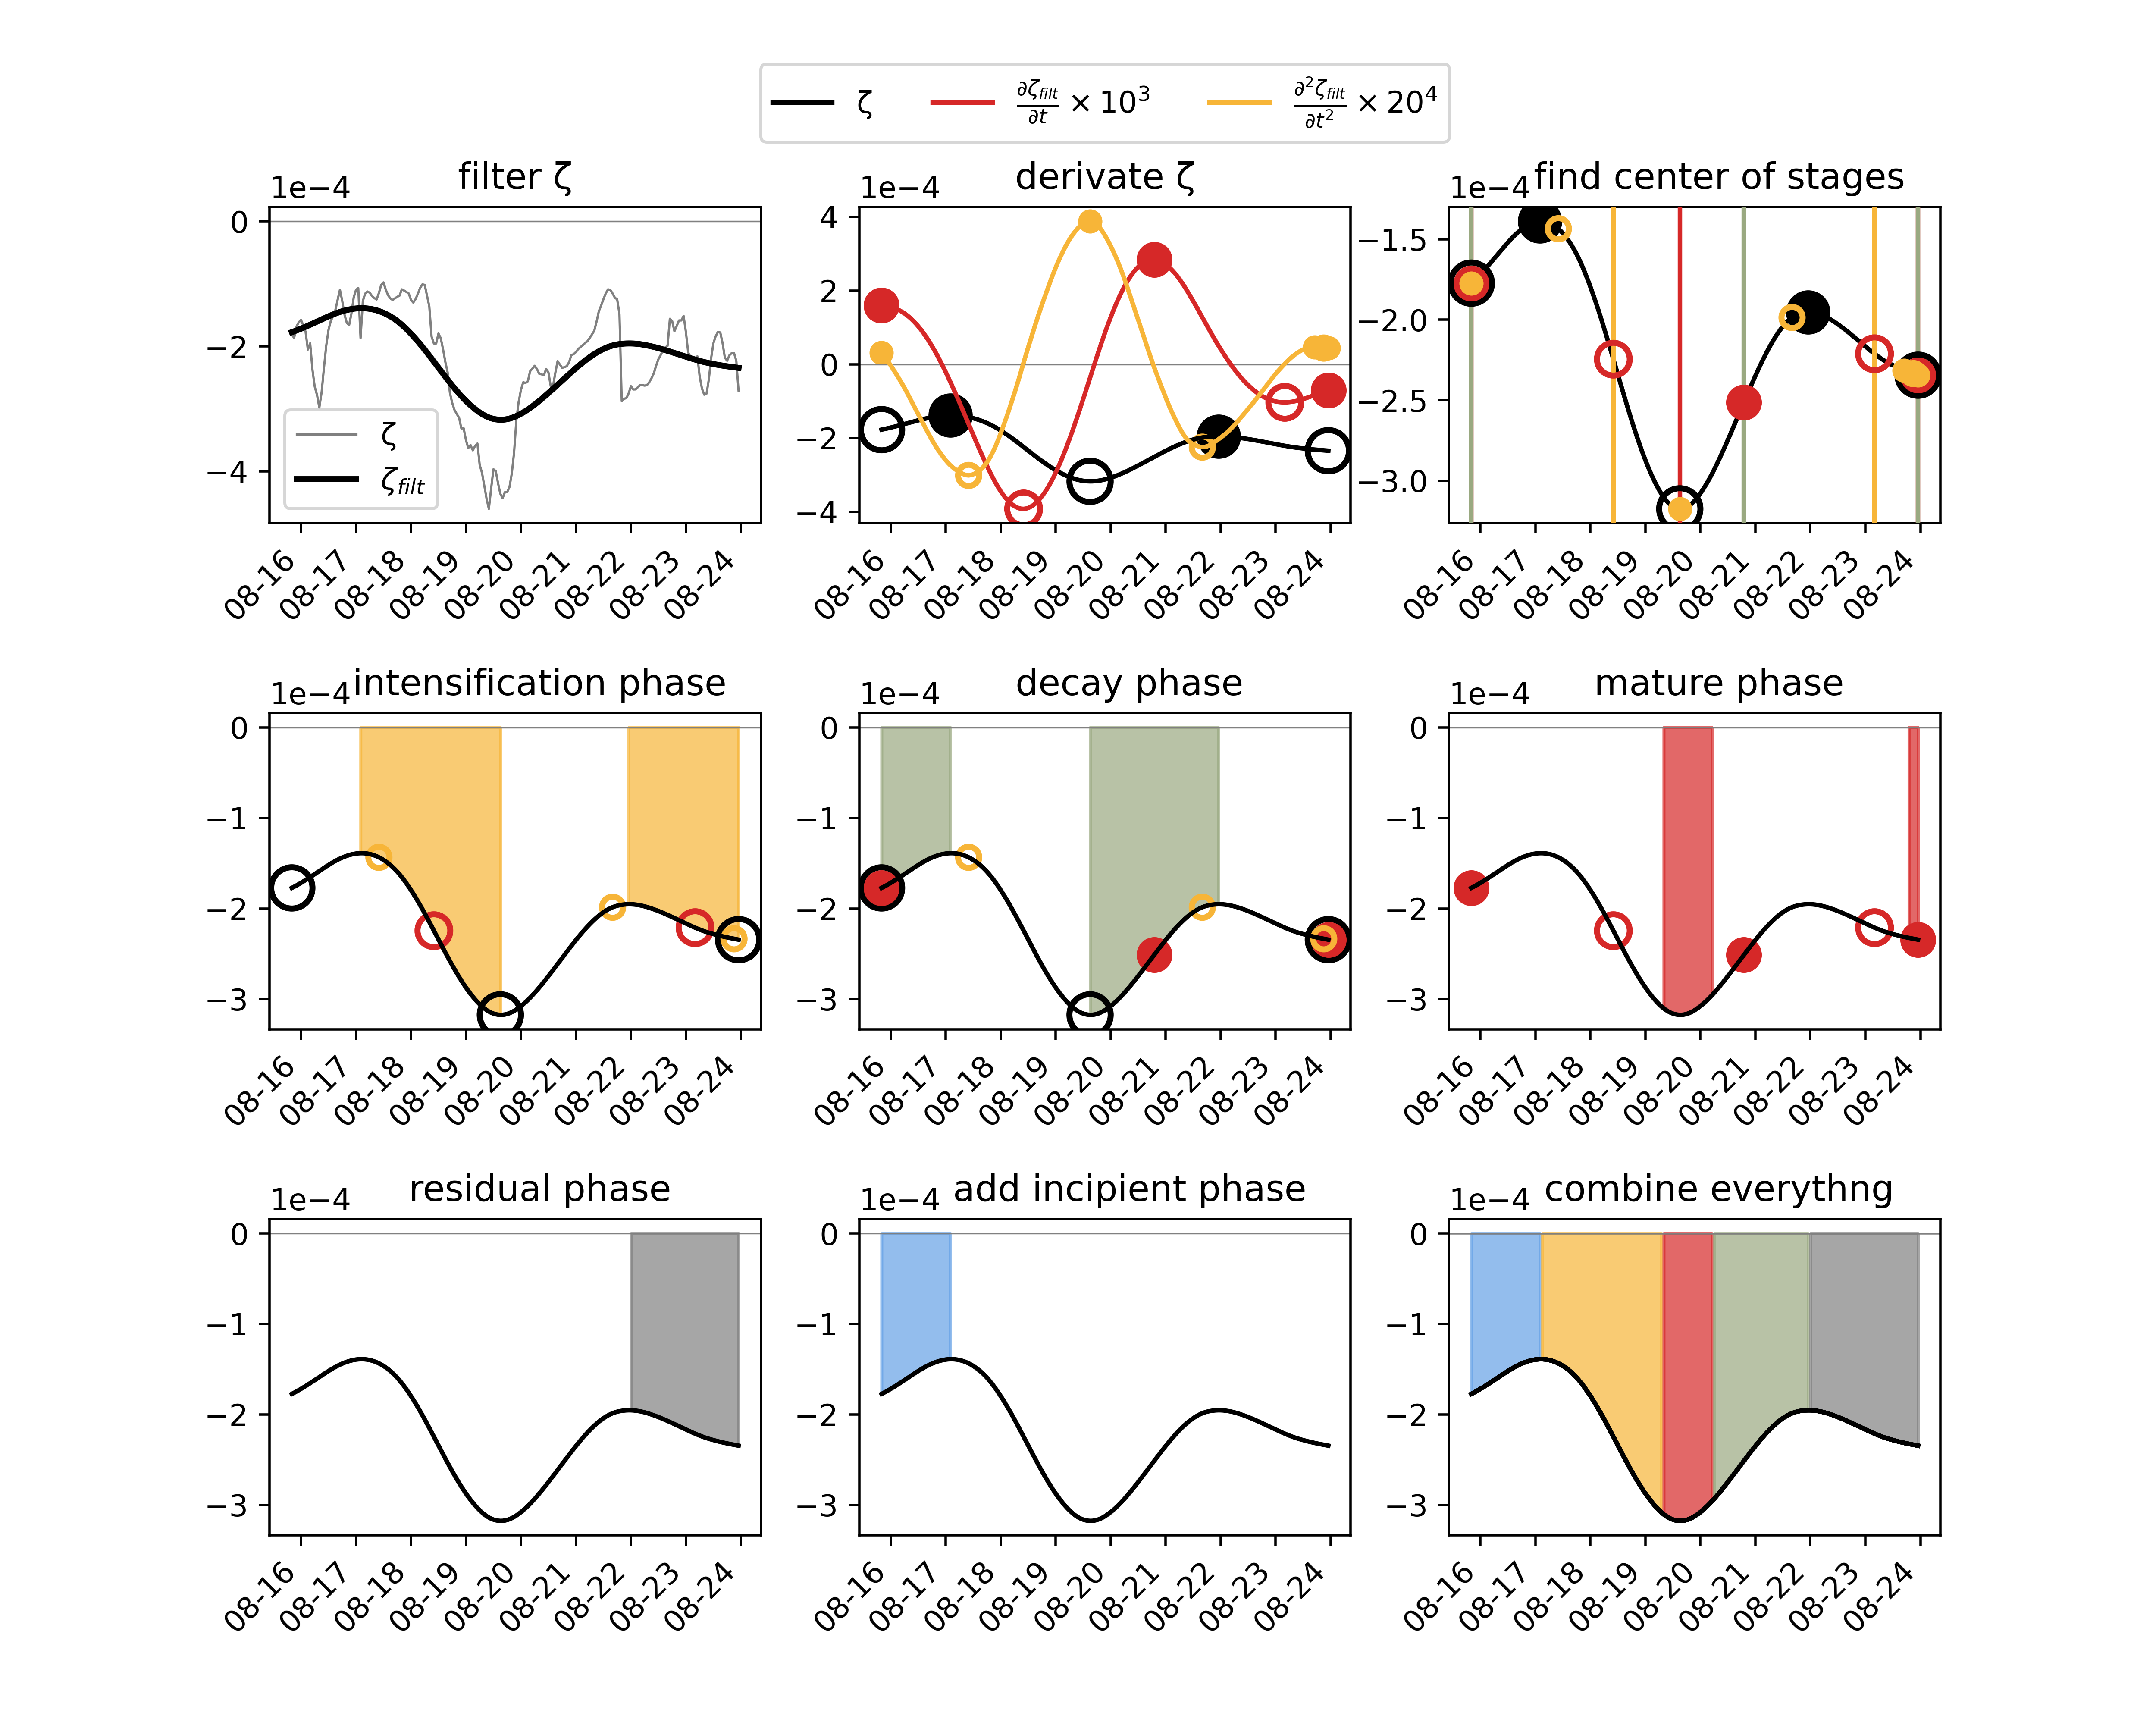 ζ ∂ζfilt/∂t × 10³ ∂²ζfilt/∂t² × 20⁴
filter ζ
1e−4
0
−2
−4
ζ
ζfilt
08-16 08-17 08-18 08-19 08-20 08-21 08-22 08-23 08-24
derivate ζ
1e−4
4
2
0
−2
−4
08-16 08-17 08-18 08-19 08-20 08-21 08-22 08-23 08-24
find center of stages
1e−4
−1.5
−2.0
−2.5
−3.0
08-16 08-17 08-18 08-19 08-20 08-21 08-22 08-23 08-24
intensification phase
1e−4
0
−1
−2
−3
08-16 08-17 08-18 08-19 08-20 08-21 08-22 08-23 08-24
decay phase
1e−4
0
−1
−2
−3
08-16 08-17 08-18 08-19 08-20 08-21 08-22 08-23 08-24
mature phase
1e−4
0
−1
−2
−3
08-16 08-17 08-18 08-19 08-20 08-21 08-22 08-23 08-24
residual phase
1e−4
0
−1
−2
−3
08-16 08-17 08-18 08-19 08-20 08-21 08-22 08-23 08-24
add incipient phase
1e−4
0
−1
−2
−3
08-16 08-17 08-18 08-19 08-20 08-21 08-22 08-23 08-24
combine everythng
1e−4
0
−1
−2
−3
08-16 08-17 08-18 08-19 08-20 08-21 08-22 08-23 08-24